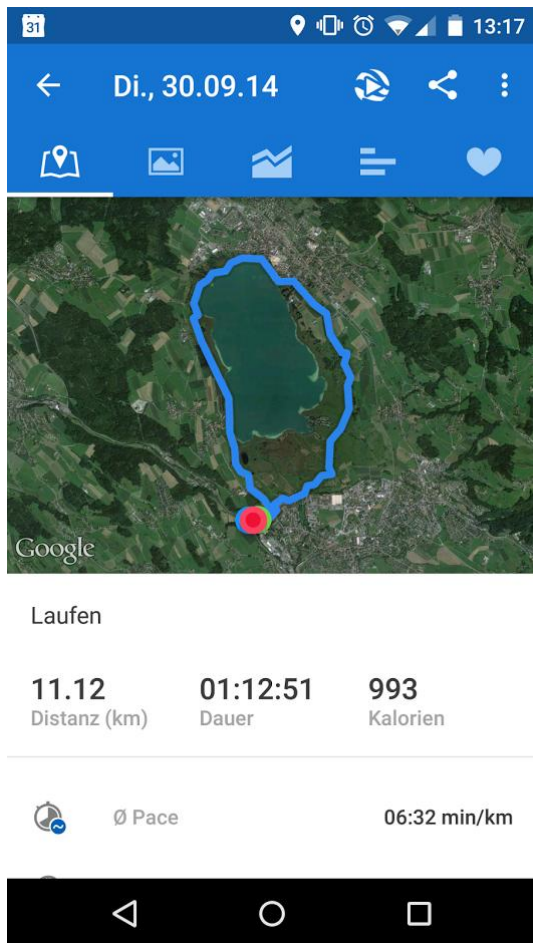 31
13:17
Di., 30.09.14
Google
Laufen
11.12 01:12:51 993
Distanz (km) Dauer Kalorien
Ø Pace 06:32 min/km